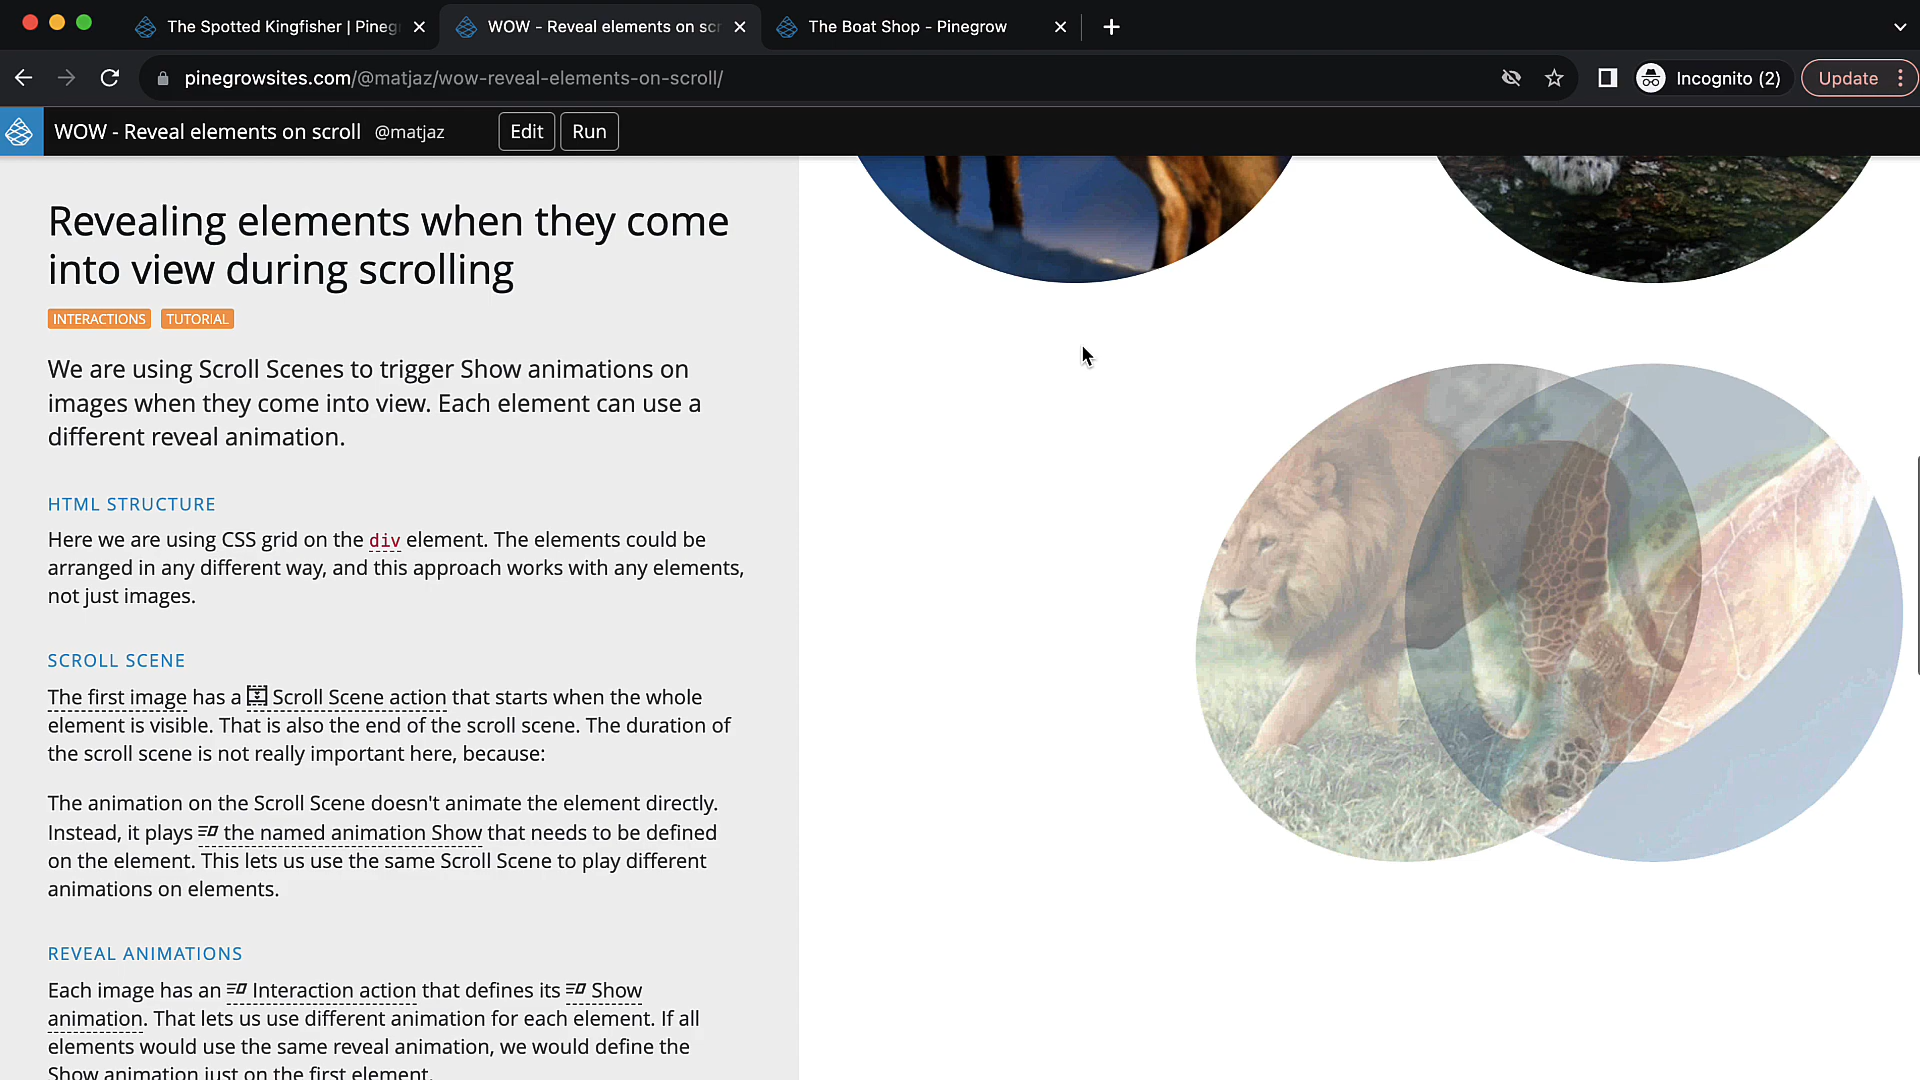 The Spotted Kingfisher | Pineg
WOW - Reveal elements on scr
The Boat Shop - Pinegrow
pinegrowsites.com/@matjaz/wow-reveal-elements-on-scroll/
Incognito (2)
Update
WOW - Reveal elements on scroll @matjaz Edit Run
Revealing elements when they come
into view during scrolling
INTERACTIONS TUTORIAL
We are using Scroll Scenes to trigger Show animations on
images when they come into view. Each element can use a
different reveal animation.
HTML STRUCTURE
Here we are using CSS grid on the div element. The elements could be
arranged in any different way, and this approach works with any elements,
not just images.
SCROLL SCENE
The first image has a Scroll Scene action that starts when the whole
element is visible. That is also the end of the scroll scene. The duration of
the scroll scene is not really important here, because:
The animation on the Scroll Scene doesn't animate the element directly.
Instead, it plays the named animation Show that needs to be defined
on the element. This lets us use the same Scroll Scene to play different
animations on elements.
REVEAL ANIMATIONS
Each image has an Interaction action that defines its Show
animation. That lets us use different animation for each element. If all
elements would use the same reveal animation, we would define the
Show animation just on the first element.